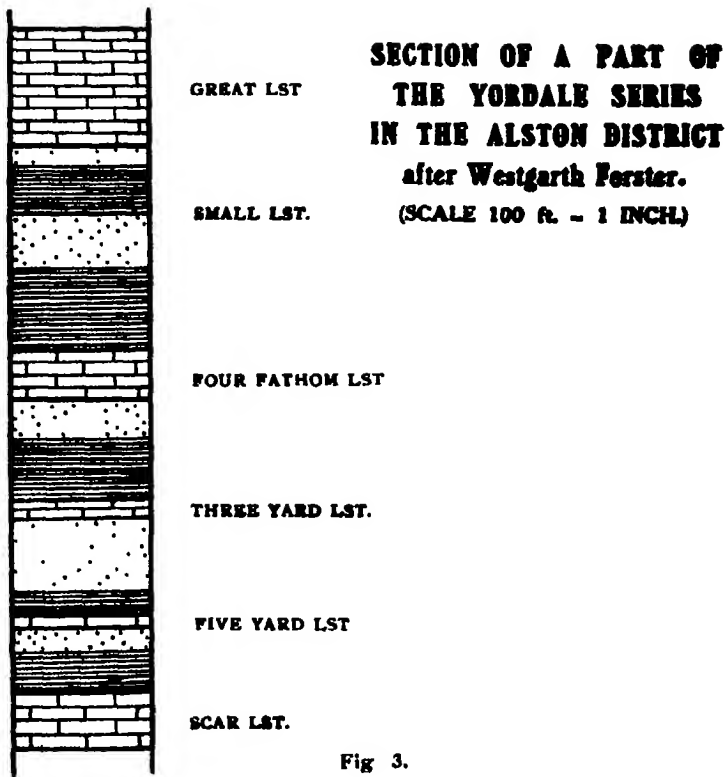 SECTION OF A PART OF
THE YORDALE SERIES
IN THE ALSTON DISTRICT
after Westgarth Forster.
(SCALE 100 ft. = 1 INCH.)
GREAT LST
SMALL LST.
FOUR FATHOM LST
THREE YARD LST.
FIVE YARD LST
SCAR LST.
Fig 3.